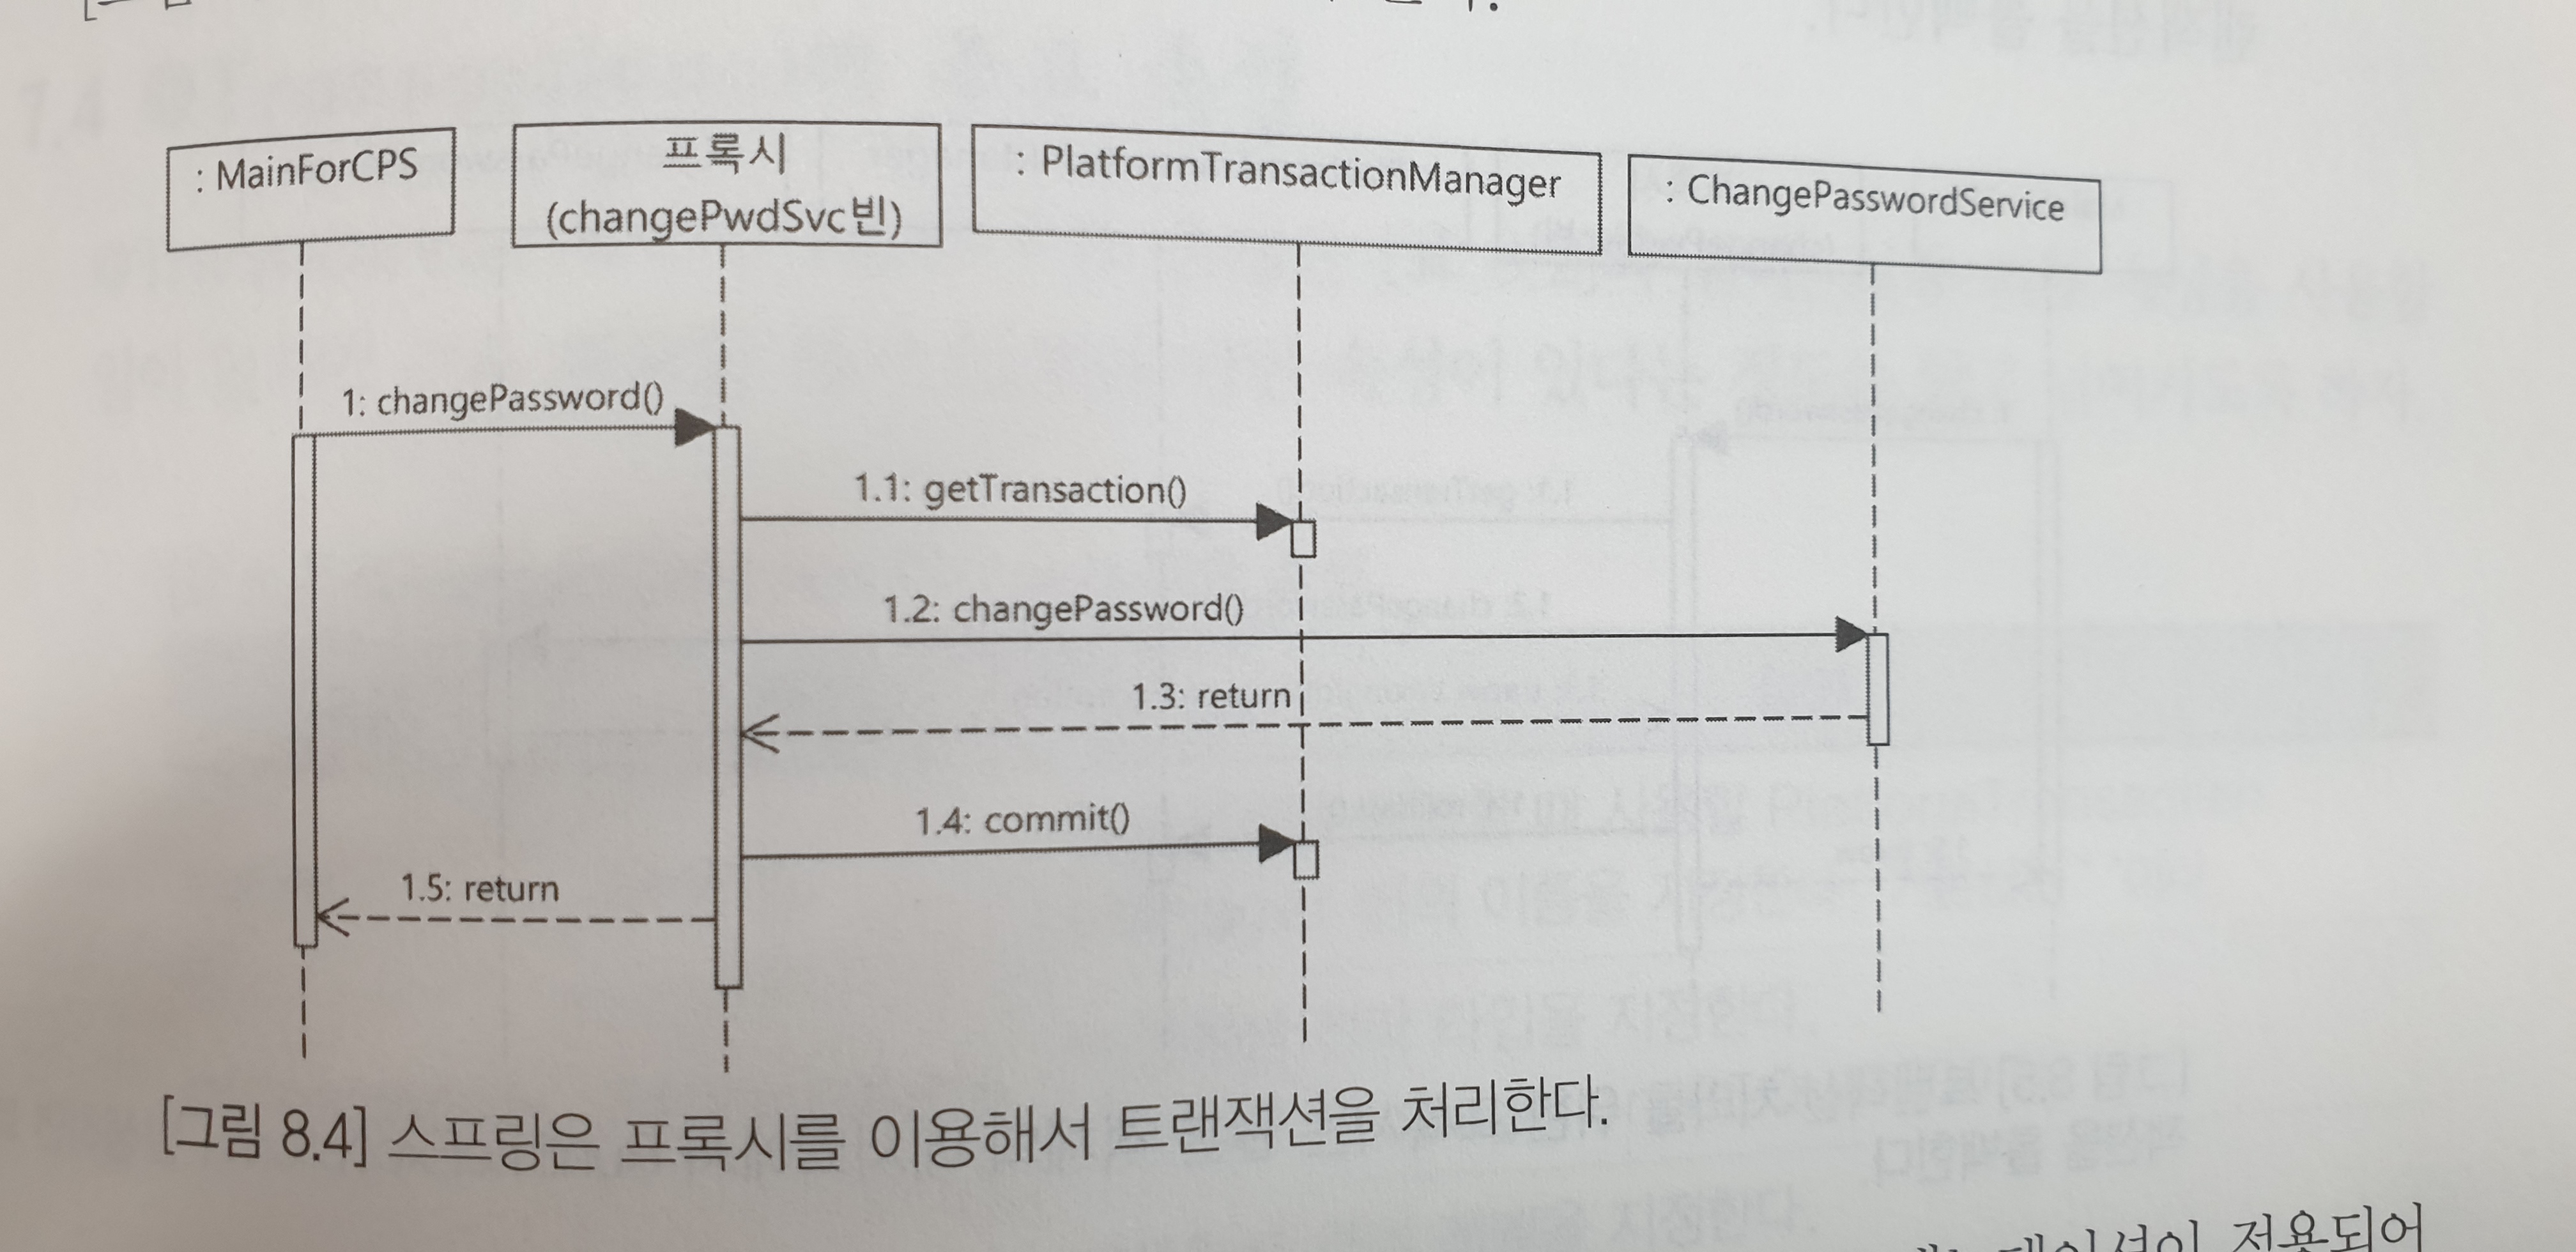 : MainForCPS
프록시
(changePwdSvc빈)
: PlatformTransactionManager
: ChangePasswordService
1: changePassword()
1.1: getTransaction()
1.2: changePassword()
1.3: return
1.4: commit()
1.5: return
[그림 8.4] 스프링은 프록시를 이용해서 트랜잭션을 처리한다.
적용되어